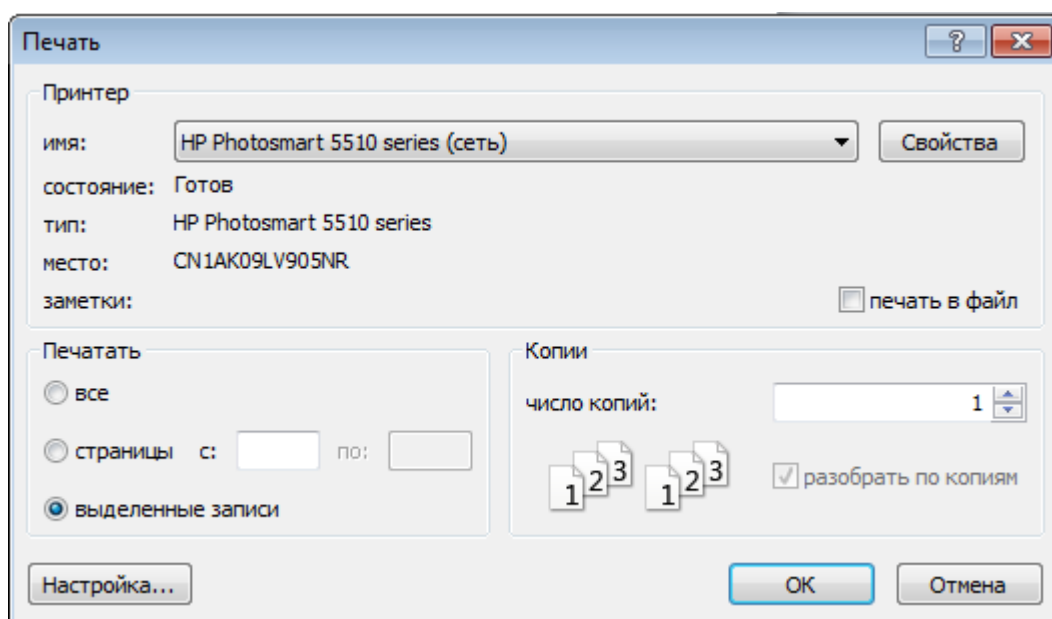 Печать
Принтер
имя: HP Photosmart 5510 series (сеть) Свойства
состояние: Готов
тип: HP Photosmart 5510 series
место: CN1AK09LV905NR
заметки: печать в файл
Печатать
все
страницы с: по:
выделенные записи
Копии
число копий: 1
1 2 3 1 2 3
разобрать по копиям
Настройка... ОК Отмена